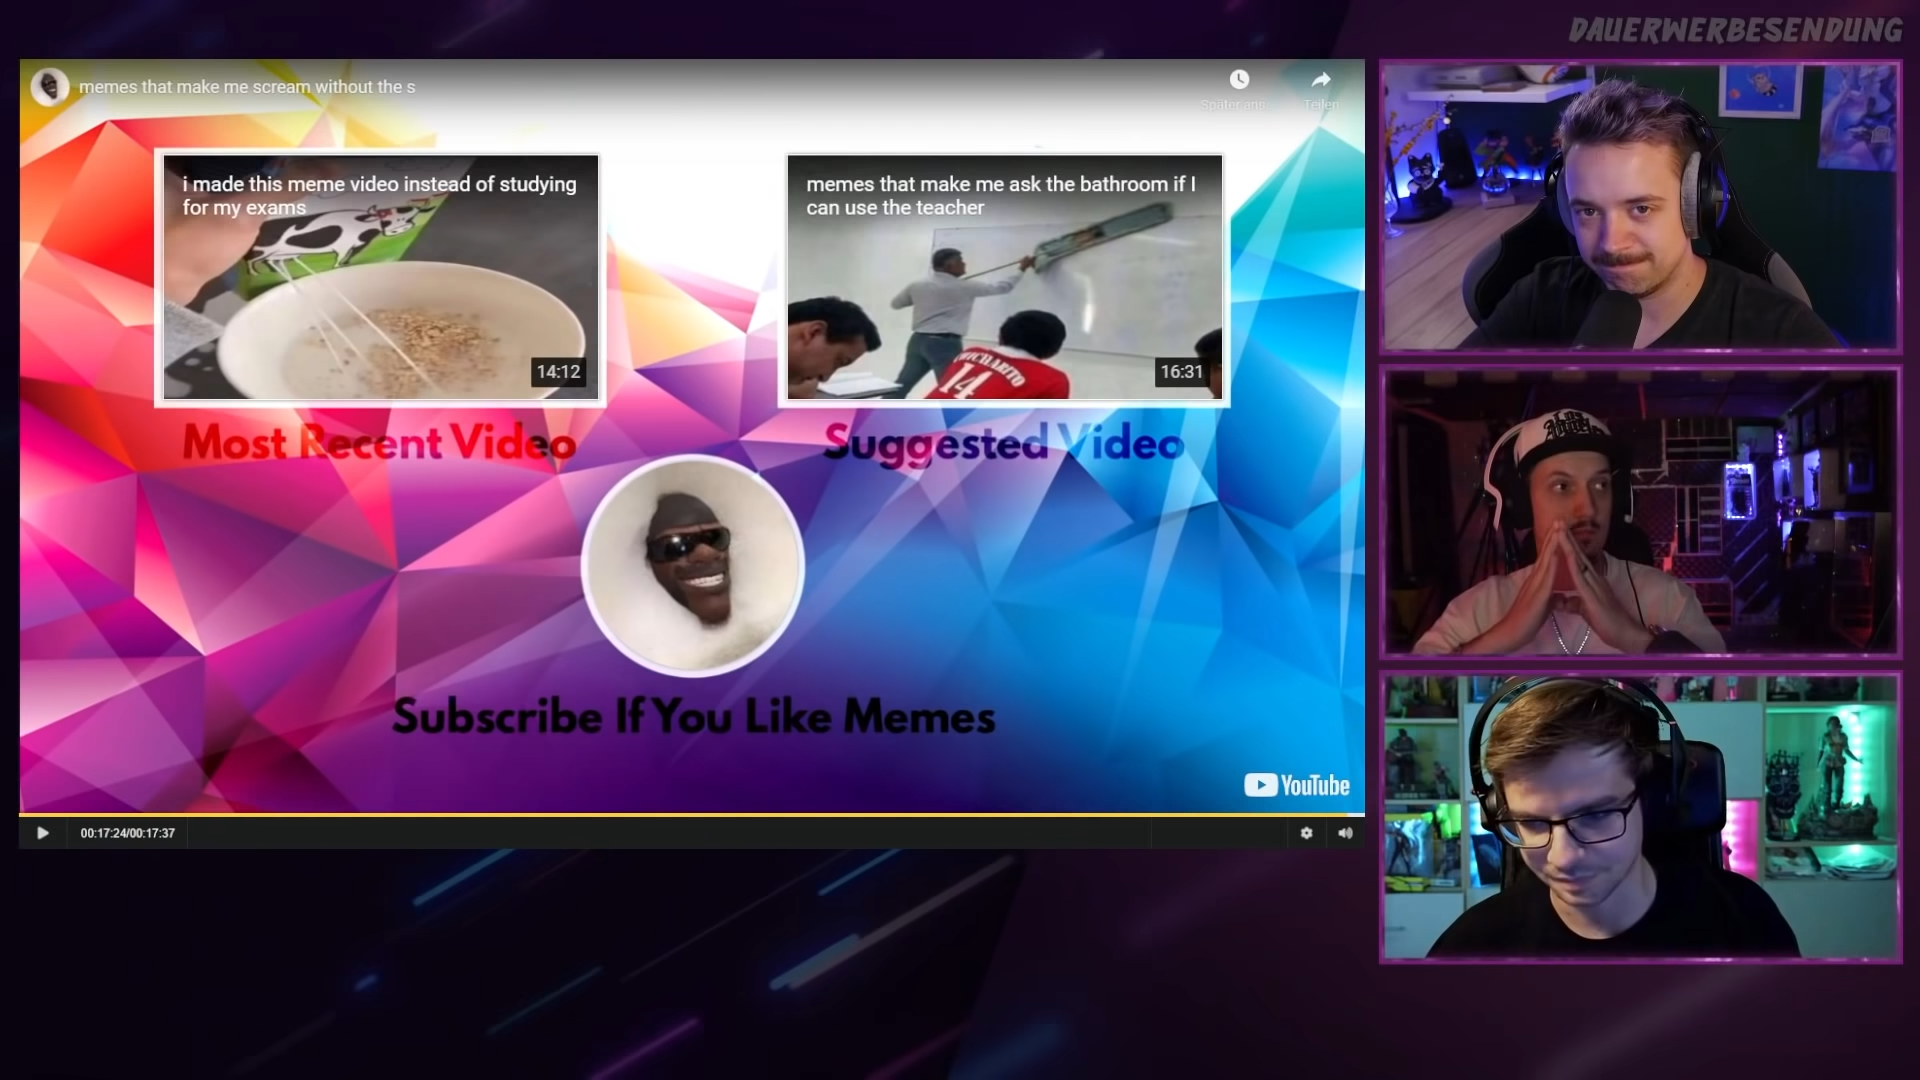 DAUERWERBESENDUNG
memes that make me scream without the s
Später ans...
Teilen
i made this meme video instead of studying
for my exams
14:12
memes that make me ask the bathroom if I
can use the teacher
CHICHARITO
14
16:31
Most Recent Video
Suggested Video
Subscribe If You Like Memes
YouTube
00:17:24/00:17:37